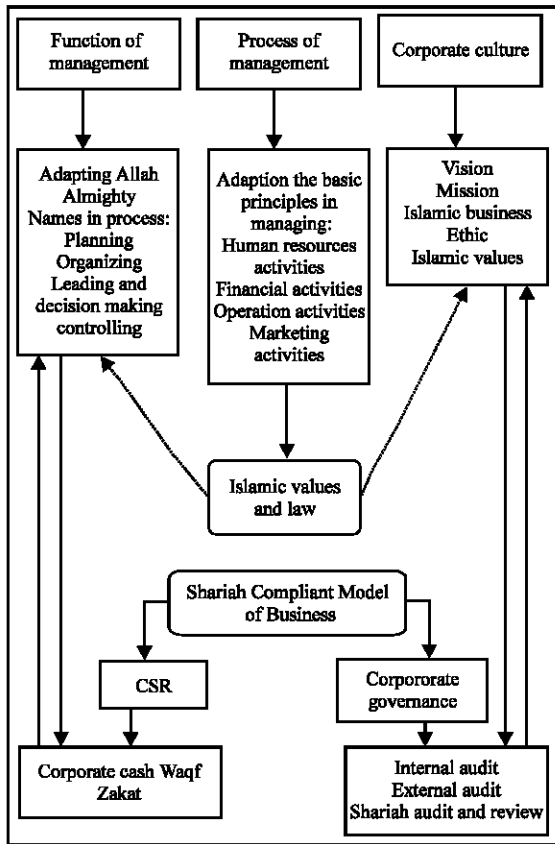 Function of
management
Process of
management
Corporate culture
Adapting Allah
Almighty
Names in process:
Planning
Organizing
Leading and
decision making
controlling
Adaption the basic
principles in
managing:
Human resources
activities
Financial activities
Operation activities
Marketing
activities
Vision
Mission
Islamic business
Ethic
Islamic values
Islamic values
and law
Shariah Compliant Model
of Business
CSR
Corpororate
governance
Corporate cash Waqf
Zakat
Internal audit
External audit
Shariah audit and review